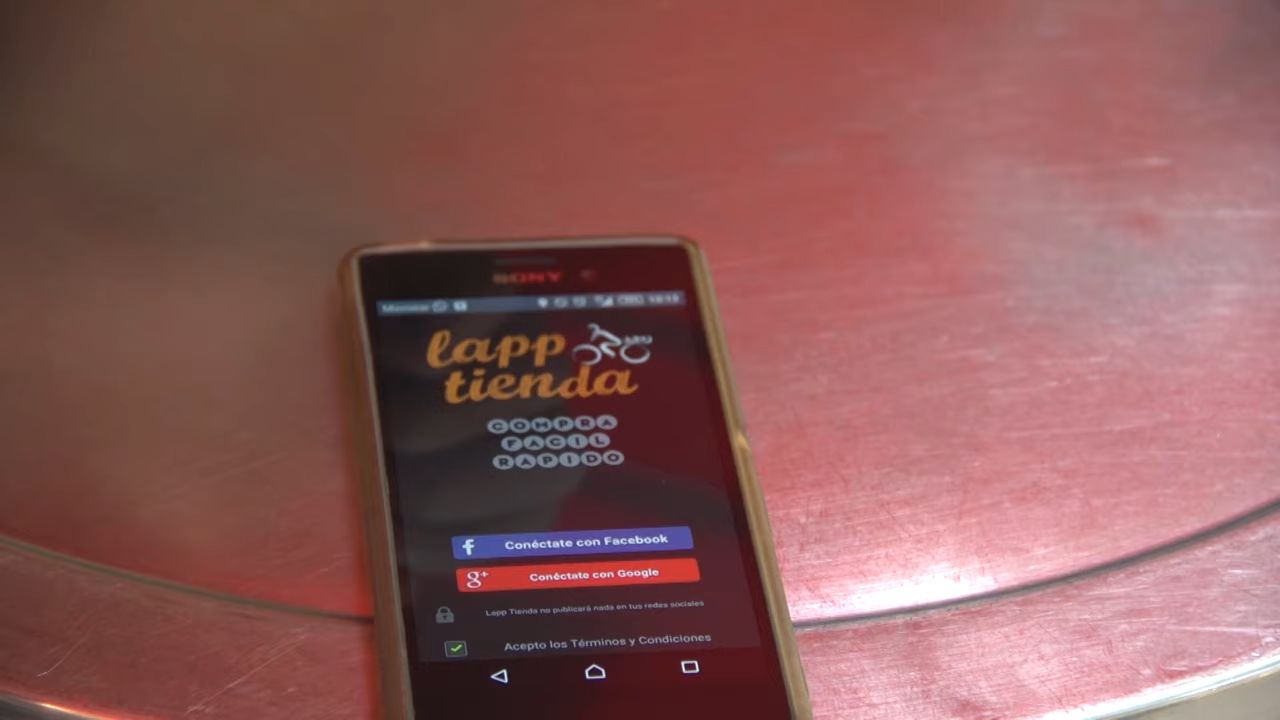 SONY
Movistar
lapp
tienda
COMPRA
FACIL
RAPIDO
f Conéctate con Facebook
g+ Conéctate con Google
Lapp Tienda no publicará nada en tus redes sociales
Acepto los Términos y Condiciones